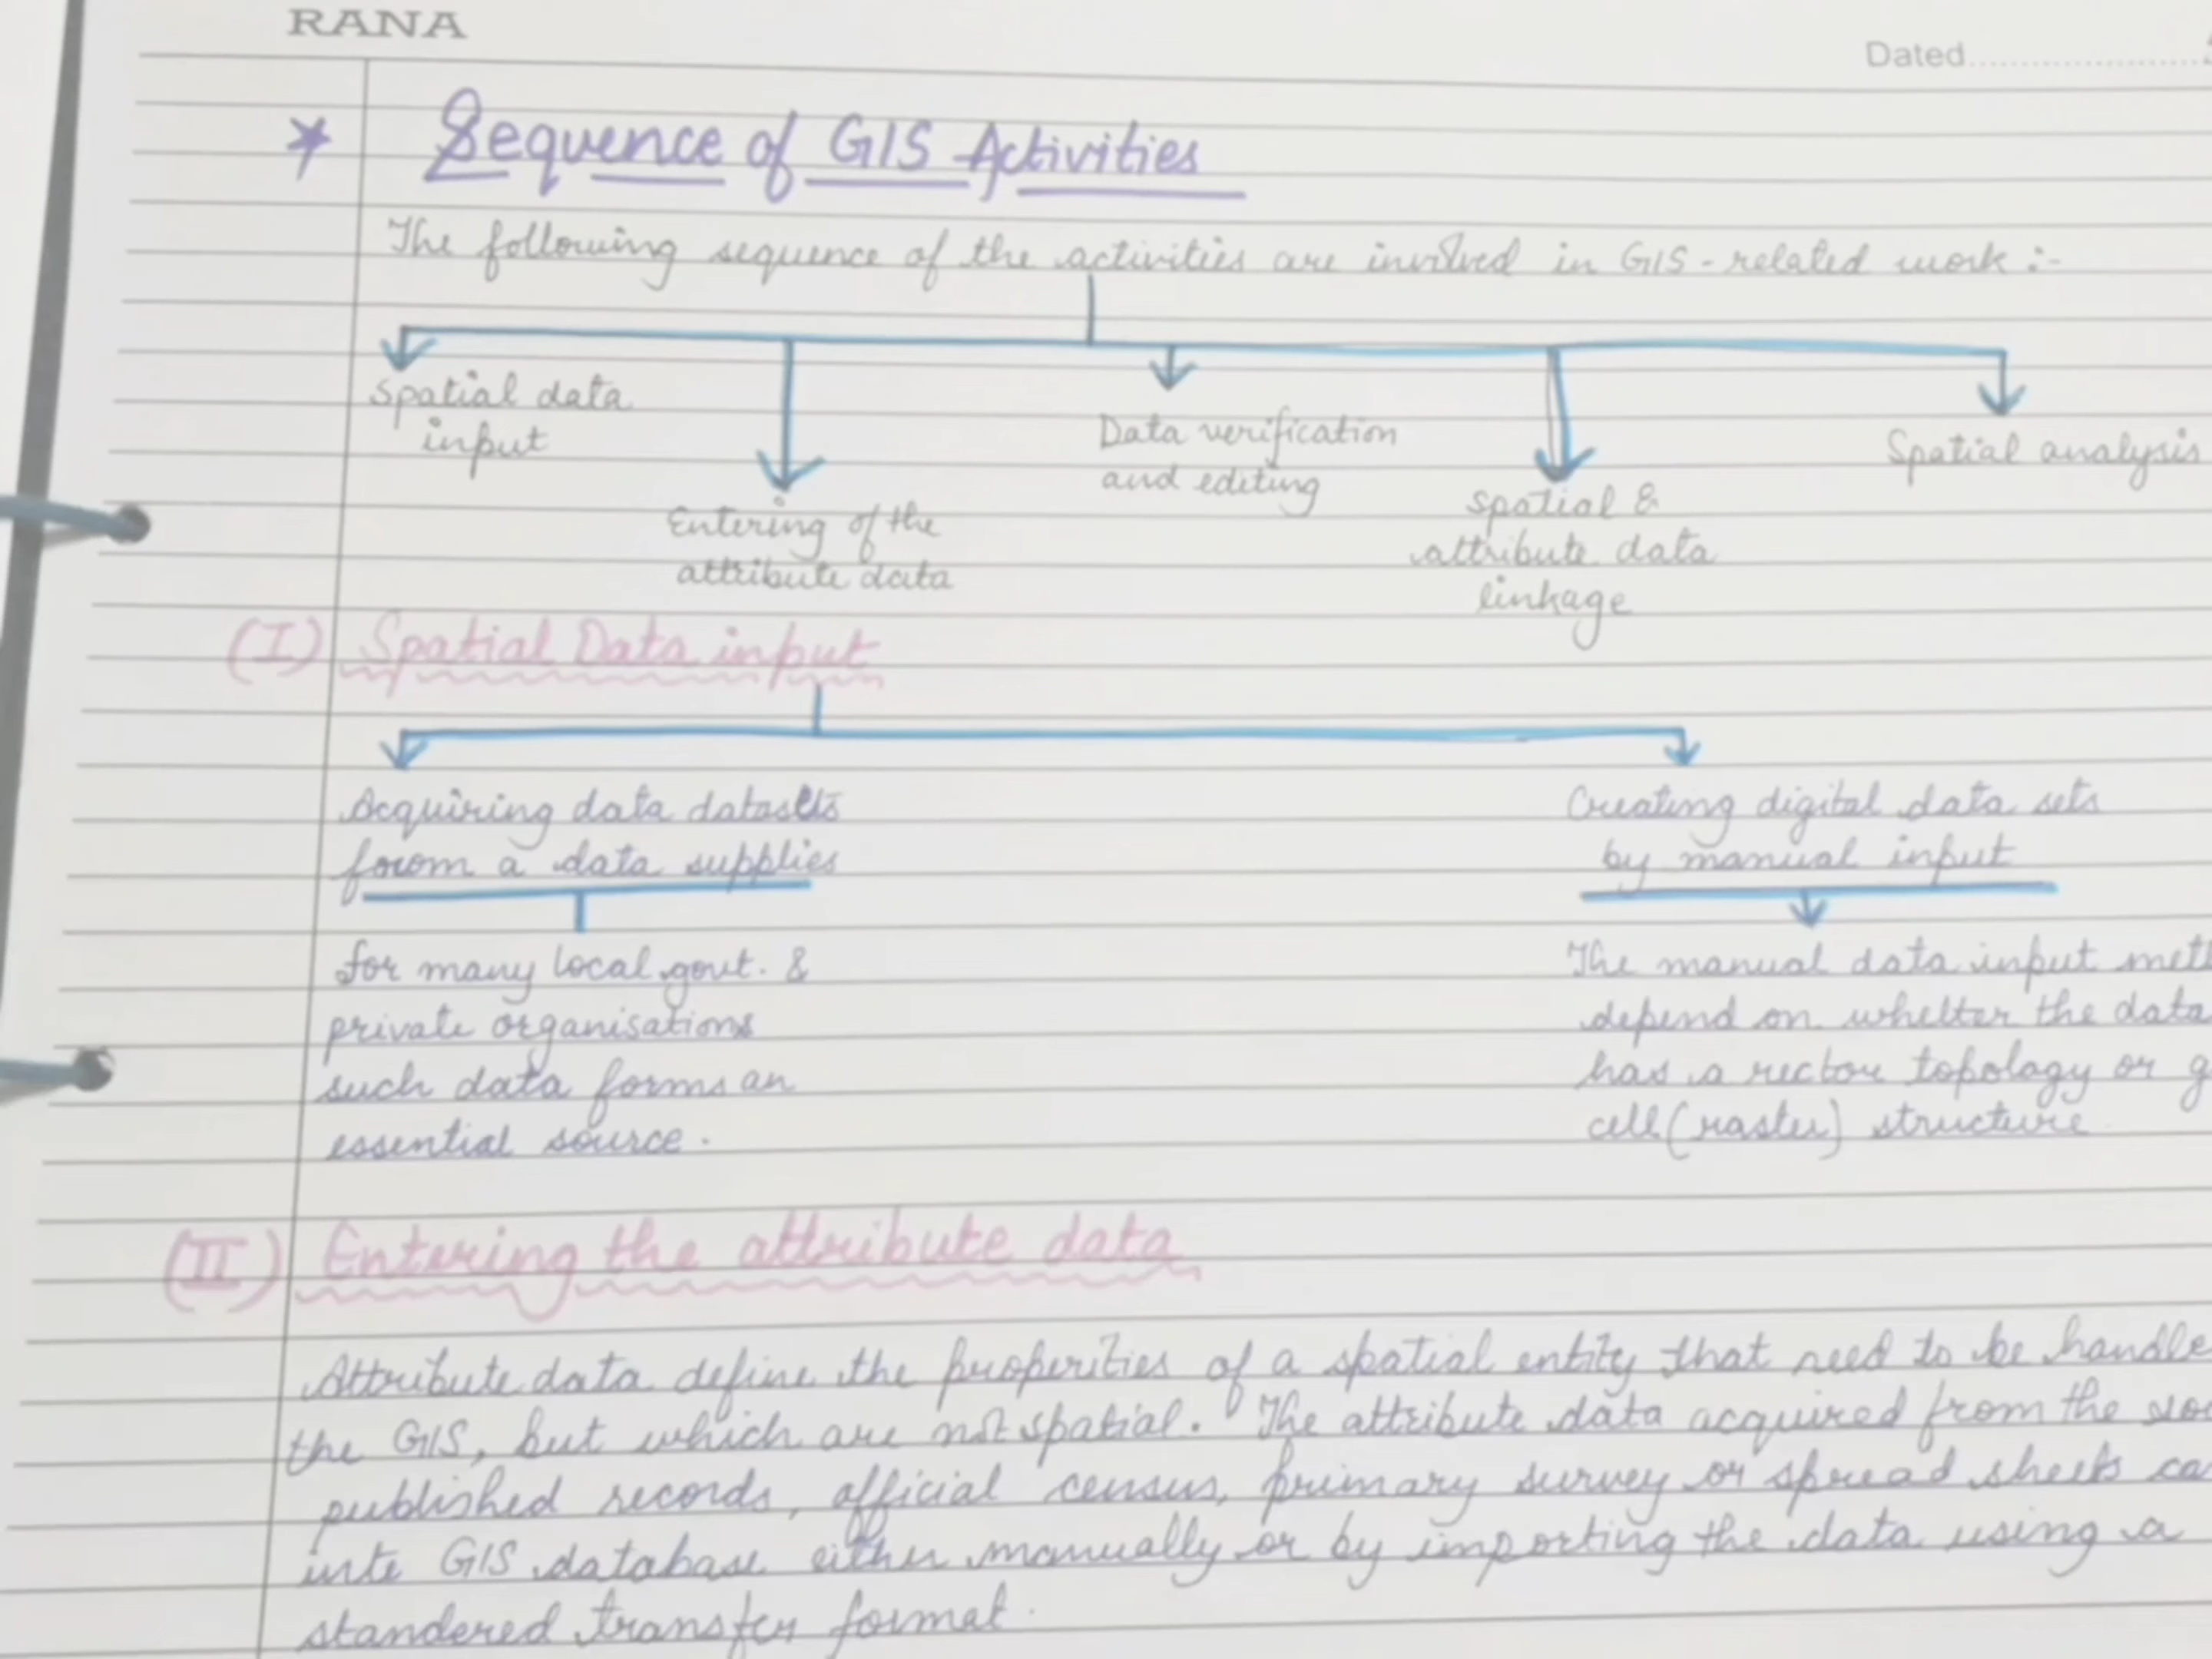 RANA
Dated
* Sequence of GIS Activities
The following sequence of the activities are involved in GIS-related work :-
Spatial data
input
Entering of the
attribute data
Data verification
and editing
spatial &
attribute data
linkage
Spatial analysis
(I) Spatial Data input
Acquiring data datasets
forom a data supplies
for many local govt. &
private organisations
such data forms an
essential source.
Creating digital data sets
by manual input
The manual data input
depend on whelter the data
has a rector topology or
cell (raster) structure
(II) Entering the attribute data
Attribute data define the properities of a spatial entity that need to be handle
the GIS, but which are not spatial. The attribute data acquired from the
published records, official census, primary survey or spread sheets
inte GIS database either manually or by importing the data using a
standered transfer format.